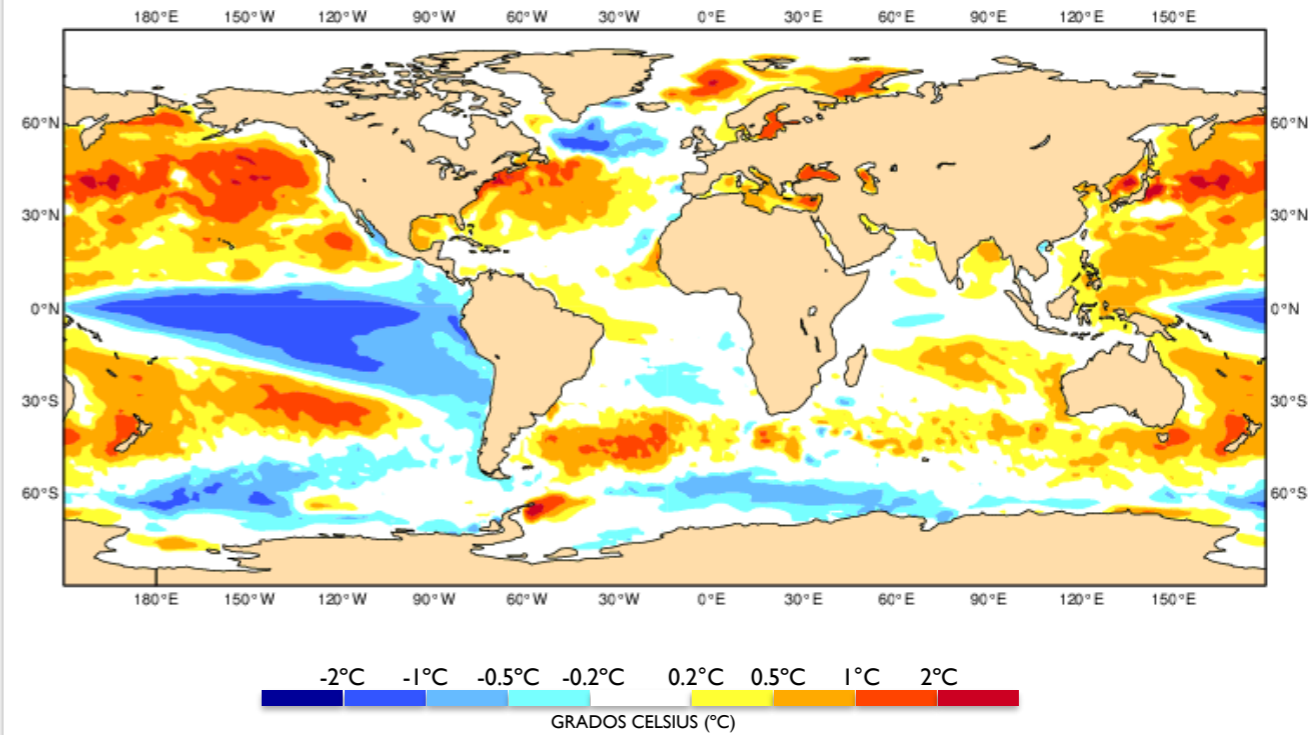 180°E 150°W 120°W 90°W 60°W 30°W 0°E 30°E 60°E 90°E 120°E 150°E
60°N 60°N
30°N 30°N
0°N 0°N
30°S 30°S
60°S 60°S
180°E 150°W 120°W 90°W 60°W 30°W 0°E 30°E 60°E 90°E 120°E 150°E
-2°C -1°C -0.5°C -0.2°C 0.2°C 0.5°C 1°C 2°C
GRADOS CELSIUS (°C)